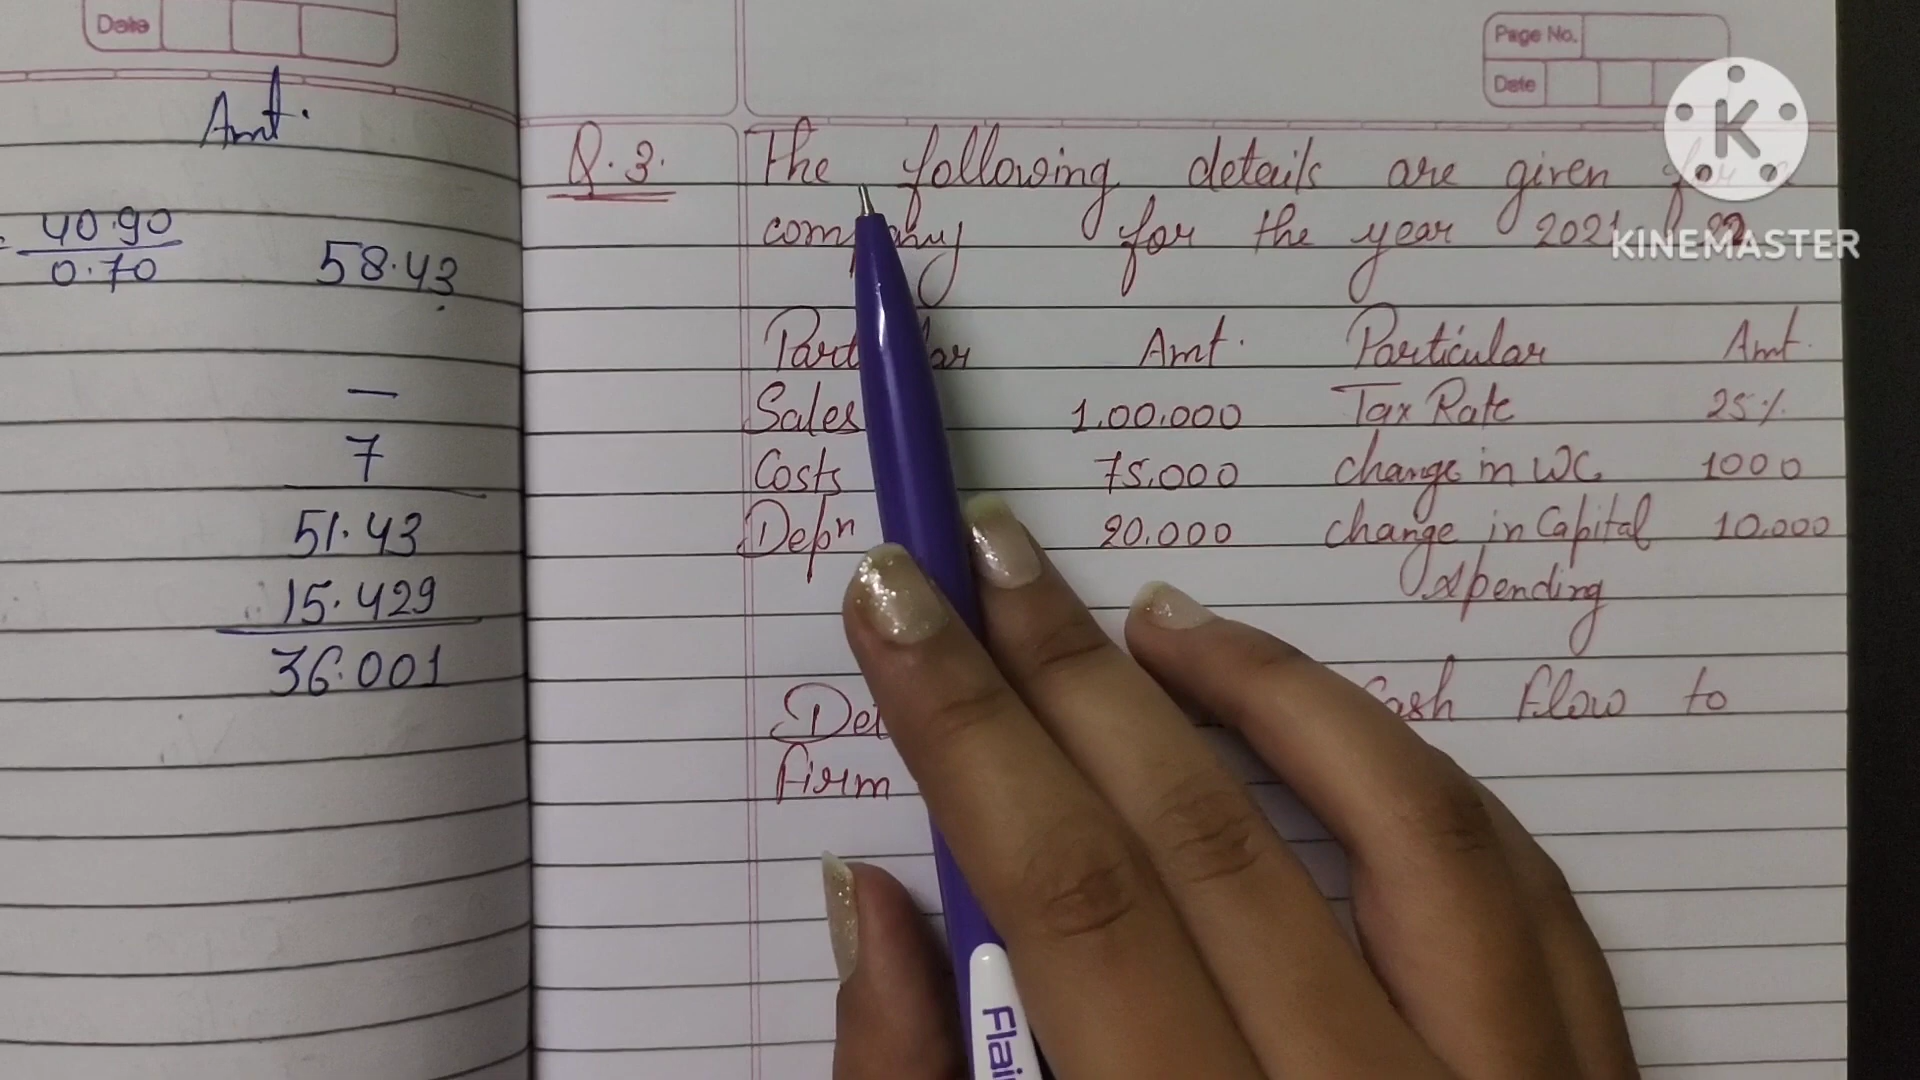 Date
Amt.
40.90
0.70
58.43
—
7
51.43
15.429
36.001
Page No.
Date
KINEMASTER
Q.3. The following details are given
company for the year 2021 22
Amt. Particular Amt.
Sales 1,00,000 Tax Rate 25%
Costs 75,000 change in WC. 1000
Depn 20.000 change in Capital 10,000
spending
Cash Flow to
firm
Flai